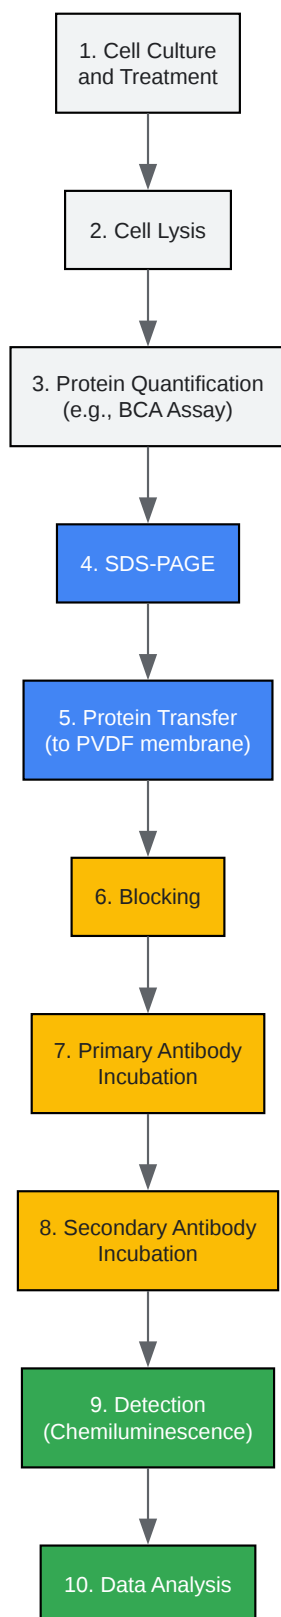 1. Cell Culture
and Treatment
2. Cell Lysis
3. Protein Quantification
(e.g., BCA Assay)
4. SDS-PAGE
5. Protein Transfer
(to PVDF membrane)
6. Blocking
7. Primary Antibody
Incubation
8. Secondary Antibody
Incubation
9. Detection
(Chemiluminescence)
10. Data Analysis